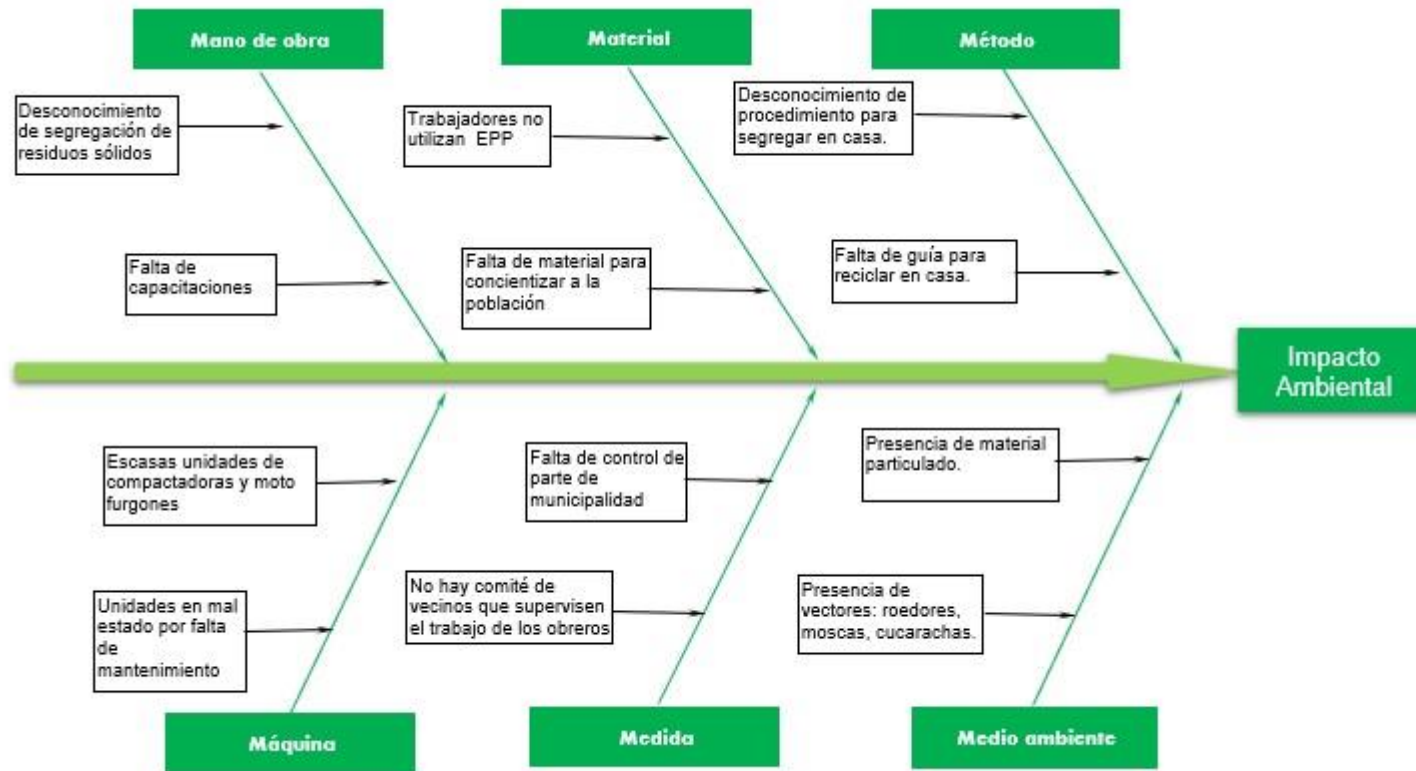 Mano de obra
Material
Método
Desconocimiento
de segregación de
residuos sólidos
Trabajadores no
utilizan EPP
Desconocimiento de
procedimiento para
segregar en casa.
Falta de
capacitaciones
Falta de material para
concientizar a la
población
Falta de guía para
reciclar en casa.
Impacto
Ambiental
Escasas unidades de
compactadoras y moto
furgones
Falta de control de
parte de
municipalidad
Presencia de material
particulado.
Unidades en mal
estado por falta
de
mantenimiento
No hay comité de
vecinos que supervisen
el trabajo de los obreros
Presencia de
vectores: roedores,
moscas, cucarachas.
Máquina
Medida
Medio ambiente